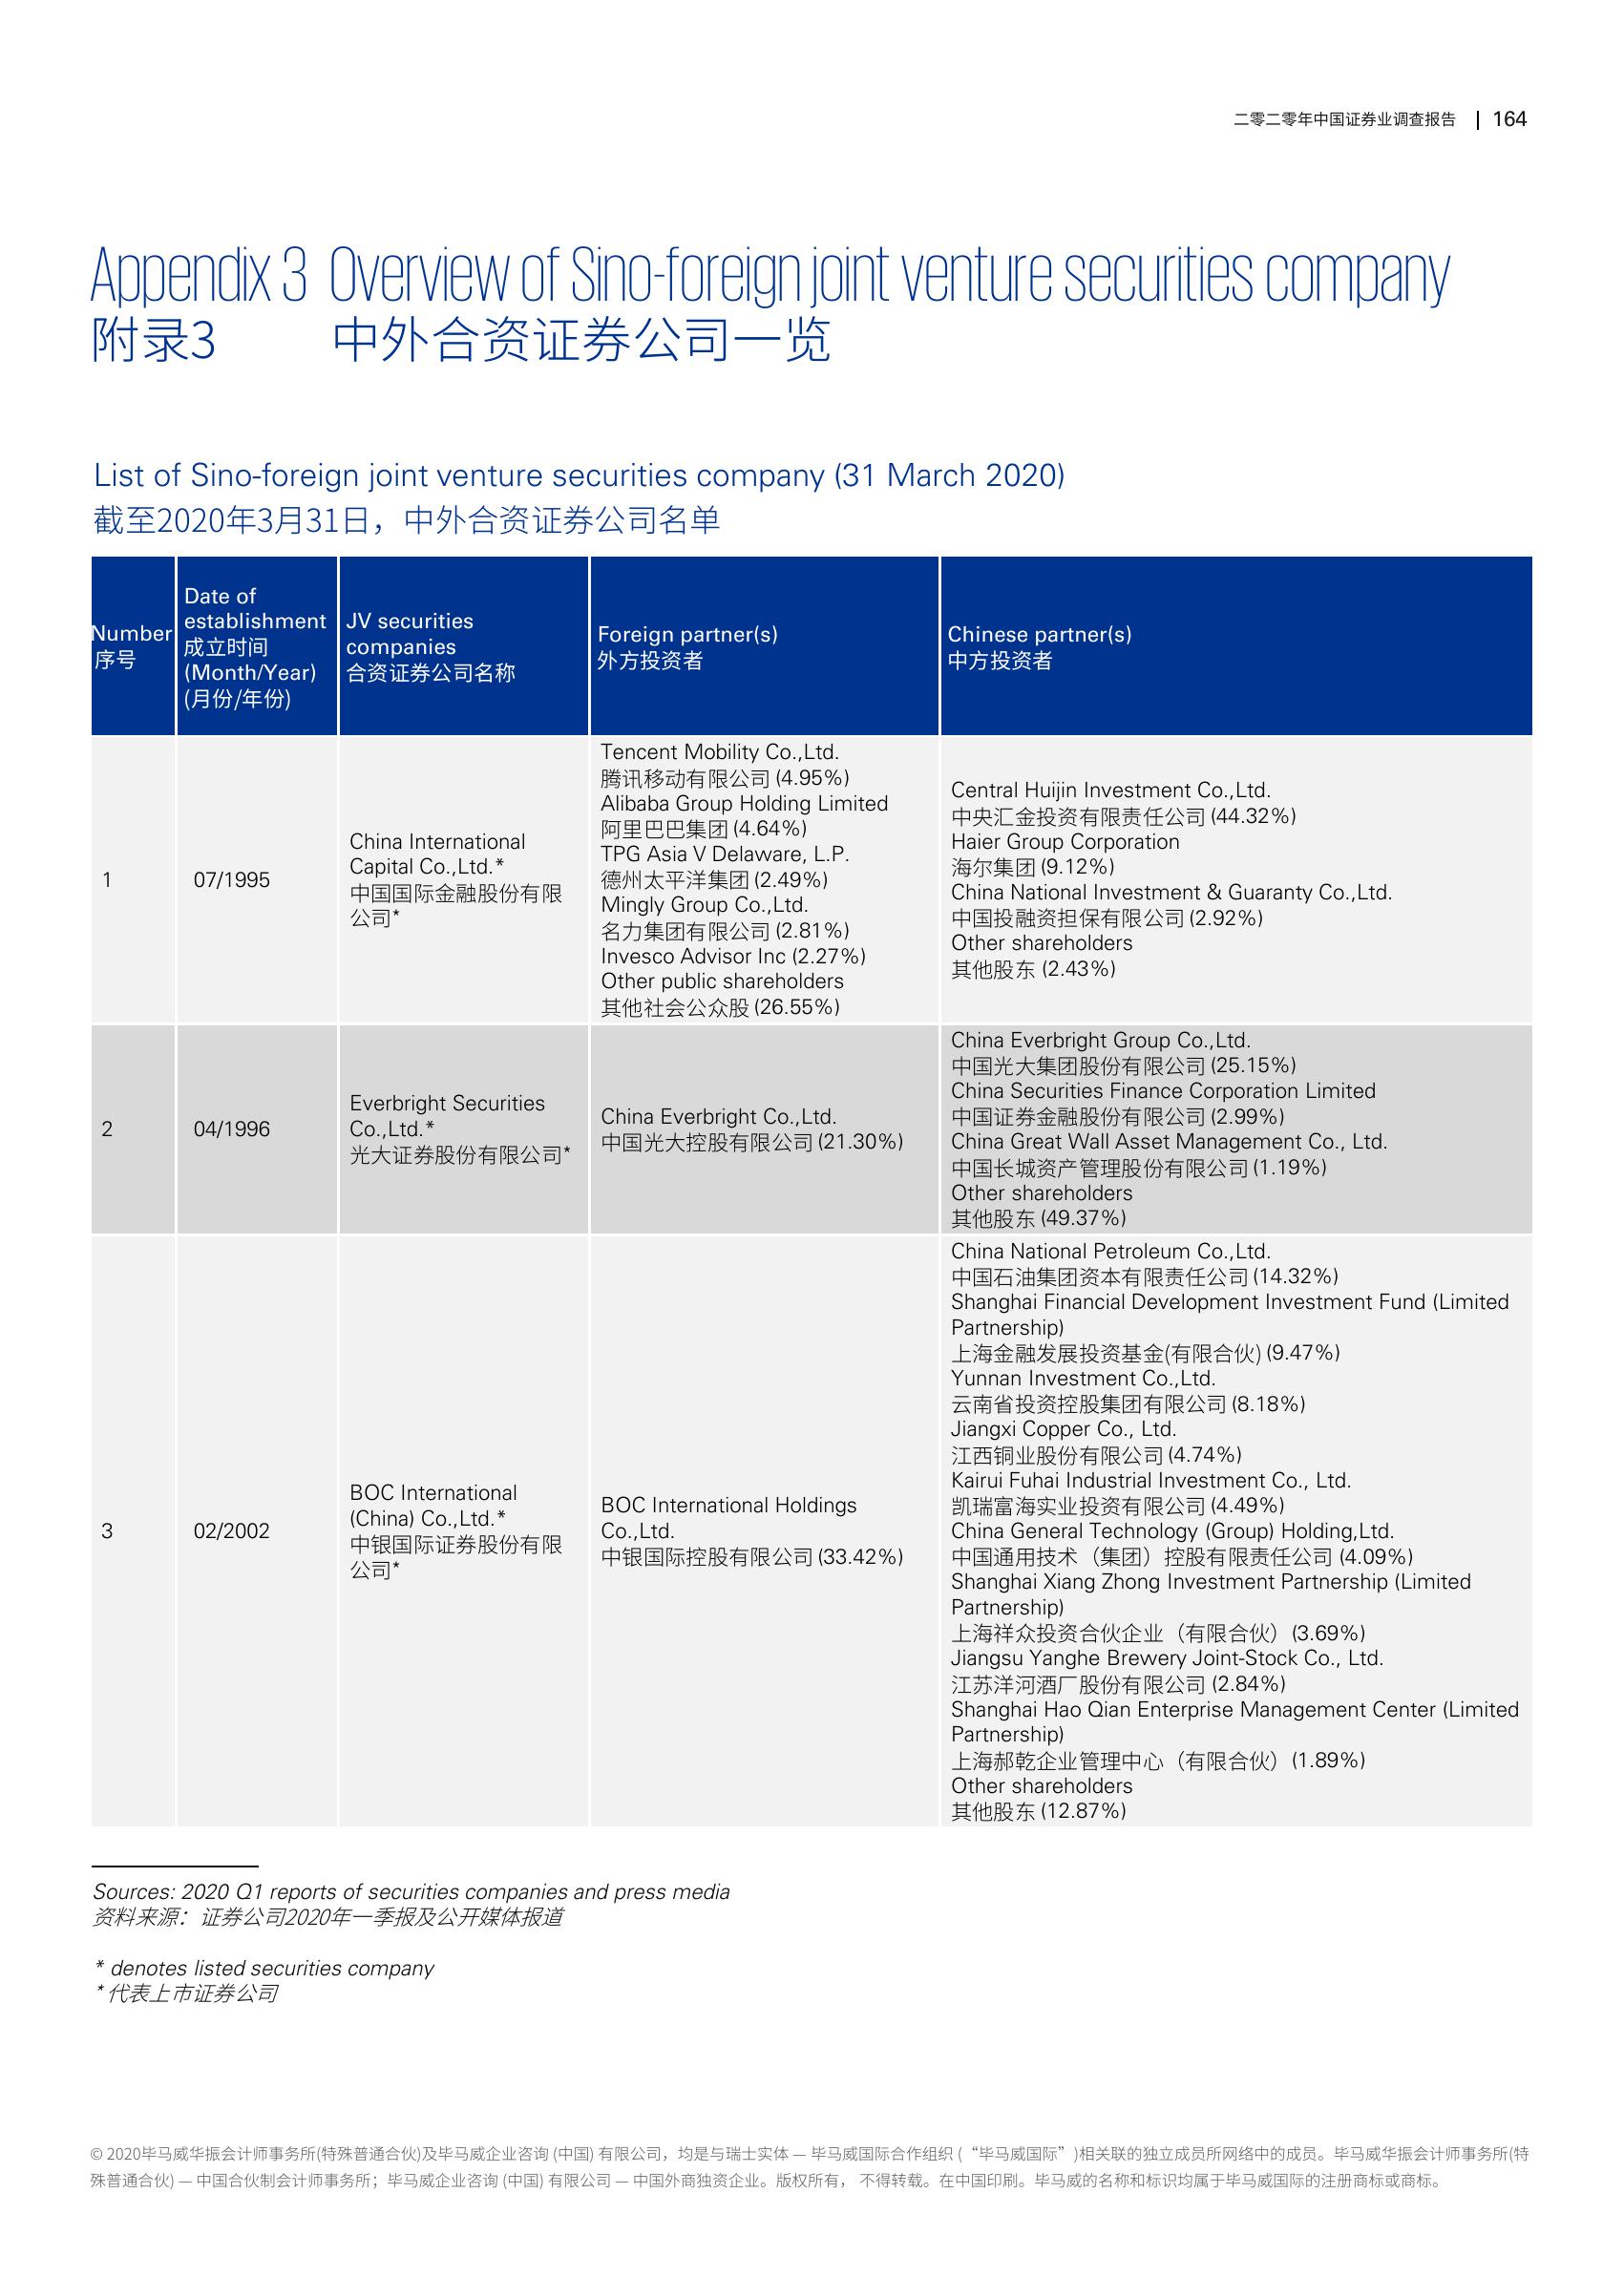 二零二零年中国证券业调查报告 | 164
Appendix 3 Overview of Sino-foreign joint venture securities company
附录3 中外合资证券公司一览
List of Sino-foreign joint venture securities company (31 March 2020)
截至2020年3月31日，中外合资证券公司名单
Number
序号
Date of
establishment
成立时间
(Month/Year)
(月份/年份)
JV securities
companies
合资证券公司名称
Foreign partner(s)
外方投资者
Chinese partner(s)
中方投资者
1
07/1995
China International
Capital Co.,Ltd.*
中国国际金融股份有限
公司*
Tencent Mobility Co.,Ltd.
腾讯移动有限公司 (4.95%)
Alibaba Group Holding Limited
阿里巴巴集团 (4.64%)
TPG Asia V Delaware, L.P.
德州太平洋集团 (2.49%)
Mingly Group Co.,Ltd.
名力集团有限公司 (2.81%)
Invesco Advisor Inc (2.27%)
Other public shareholders
其他社会公众股 (26.55%)
Central Huijin Investment Co.,Ltd.
中央汇金投资有限责任公司 (44.32%)
Haier Group Corporation
海尔集团 (9.12%)
China National Investment & Guaranty Co.,Ltd.
中国投融资担保有限公司 (2.92%)
Other shareholders
其他股东 (2.43%)
2
04/1996
Everbright Securities
Co.,Ltd.*
光大证券股份有限公司*
China Everbright Co.,Ltd.
中国光大控股有限公司 (21.30%)
China Everbright Group Co.,Ltd.
中国光大集团股份有限公司 (25.15%)
China Securities Finance Corporation Limited
中国证券金融股份有限公司 (2.99%)
China Great Wall Asset Management Co., Ltd.
中国长城资产管理股份有限公司 (1.19%)
Other shareholders
其他股东 (49.37%)
3
02/2002
BOC International
(China) Co.,Ltd.*
中银国际证券股份有限
公司*
BOC International Holdings
Co.,Ltd.
中银国际控股有限公司 (33.42%)
China National Petroleum Co.,Ltd.
中国石油集团资本有限责任公司 (14.32%)
Shanghai Financial Development Investment Fund (Limited
Partnership)
上海金融发展投资基金(有限合伙) (9.47%)
Yunnan Investment Co.,Ltd.
云南省投资控股集团有限公司 (8.18%)
Jiangxi Copper Co., Ltd.
江西铜业股份有限公司 (4.74%)
Kairui Fuhai Industrial Investment Co., Ltd.
凯瑞富海实业投资有限公司 (4.49%)
China General Technology (Group) Holding,Ltd.
中国通用技术（集团）控股有限责任公司 (4.09%)
Shanghai Xiang Zhong Investment Partnership (Limited
Partnership)
上海祥众投资合伙企业（有限合伙）(3.69%)
Jiangsu Yanghe Brewery Joint-Stock Co., Ltd.
江苏洋河酒厂股份有限公司 (2.84%)
Shanghai Hao Qian Enterprise Management Center (Limited
Partnership)
上海郝乾企业管理中心（有限合伙）(1.89%)
Other shareholders
其他股东 (12.87%)
Sources: 2020 Q1 reports of securities companies and press media
资料来源：证券公司2020年一季报及公开媒体报道
* denotes listed securities company
* 代表上市证券公司
© 2020毕马威华振会计师事务所(特殊普通合伙)及毕马威企业咨询 (中国) 有限公司，均是与瑞士实体 — 毕马威国际合作组织 (“毕马威国际”)相关联的独立成员所网络中的成员。毕马威华振会计师事务所(特
殊普通合伙) — 中国合伙制会计师事务所；毕马威企业咨询 (中国) 有限公司 — 中国外商独资企业。版权所有， 不得转载。在中国印刷。毕马威的名称和标识均属于毕马威国际的注册商标或商标。